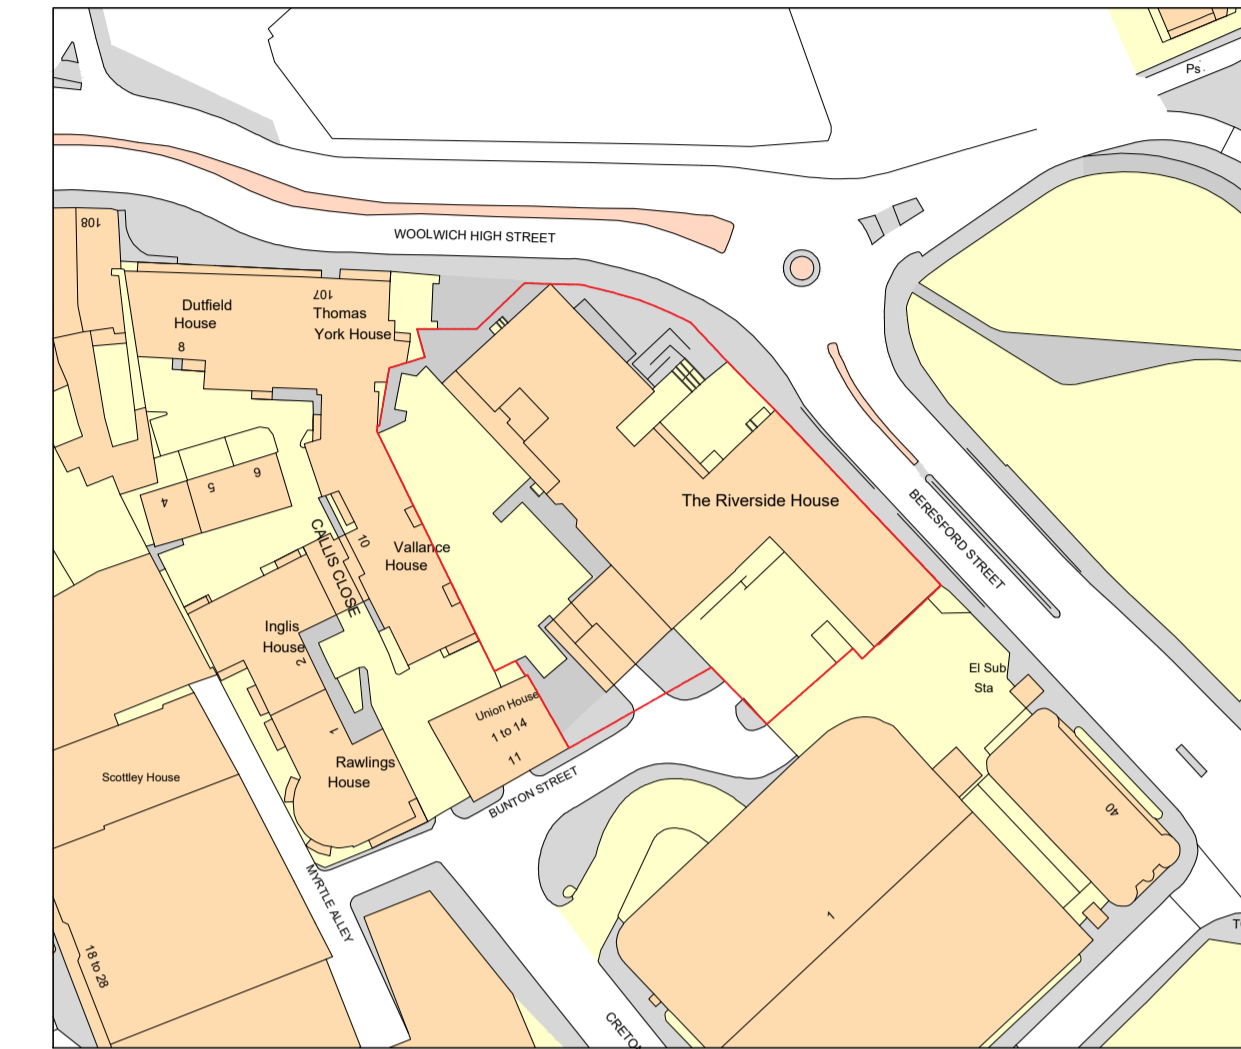 Ps
WOOLWICH HIGH STREET
108
Dutfield
House
8
107
Thomas
York House
The Riverside House
BERESFORD STREET
4
5
6
CALLIS CLOSE
10
Vallance
House
Inglis
House
2
El Sub
Sta
Union House
1 to 14
11
1
Rawlings
House
Scottley House
BUNTON STREET
40
MYRTLE ALLEY
1
18 to 28